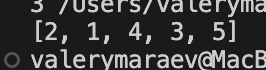 3 /Users/valeryma
[2, 1, 4, 3, 5]
valerymaraev@MacB